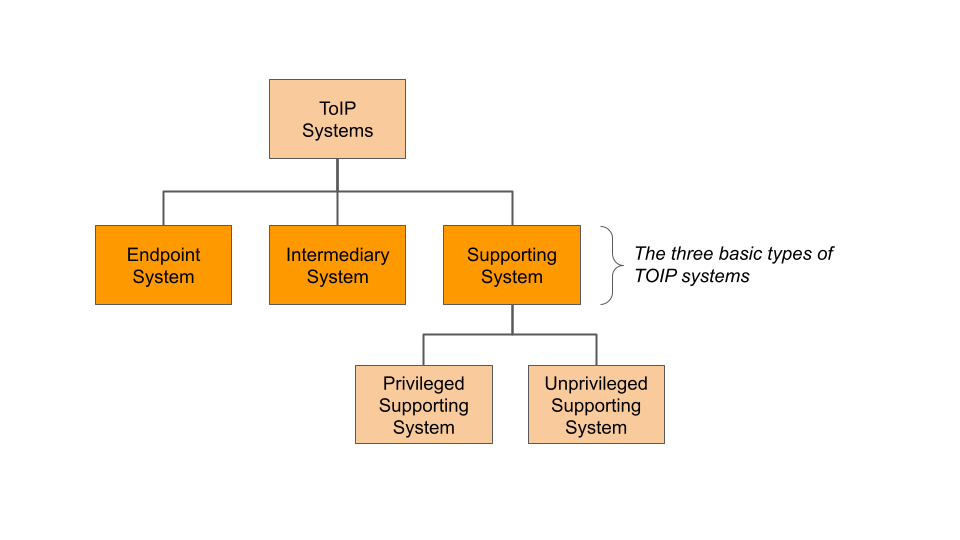 ToIP
Systems
Endpoint
System
Intermediary
System
Supporting
System
The three basic types of
TOIP systems
Privileged
Supporting
System
Unprivileged
Supporting
System